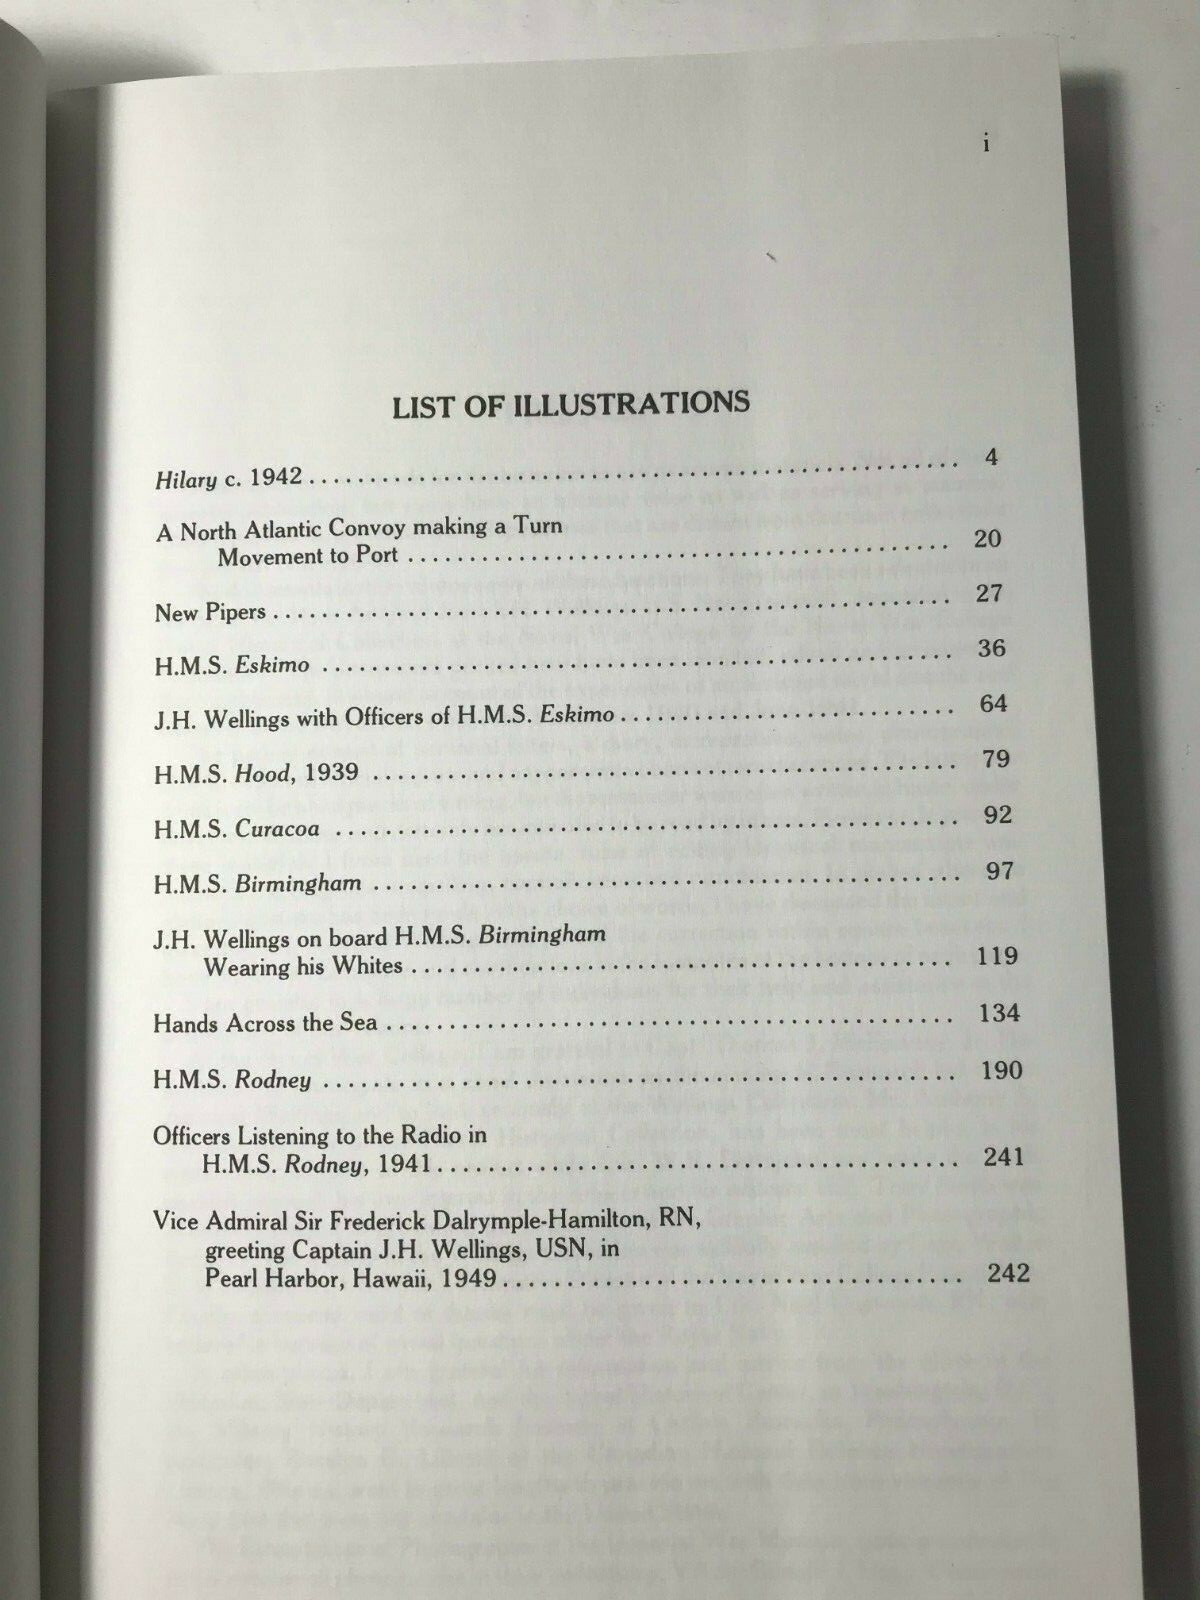 i
LIST OF ILLUSTRATIONS
Hilary c. 1942 . . . . . . . . . . . . . . . . . . . . . . . . . . . . . . . . . . . . . . . . . . . . . . . . . . . . 4
A North Atlantic Convoy making a Turn
Movement to Port . . . . . . . . . . . . . . . . . . . . . . . . . . . . . . . . . . . . . . . . . . . 20
New Pipers . . . . . . . . . . . . . . . . . . . . . . . . . . . . . . . . . . . . . . . . . . . . . . . . . . . . . . 27
H.M.S. Eskimo . . . . . . . . . . . . . . . . . . . . . . . . . . . . . . . . . . . . . . . . . . . . . . . . . . 36
J.H. Wellings with Officers of H.M.S. Eskimo . . . . . . . . . . . . . . . . . . . . . . . . . . . 64
H.M.S. Hood, 1939 . . . . . . . . . . . . . . . . . . . . . . . . . . . . . . . . . . . . . . . . . . . . . . 79
H.M.S. Curacoa . . . . . . . . . . . . . . . . . . . . . . . . . . . . . . . . . . . . . . . . . . . . . . . . . 92
H.M.S. Birmingham . . . . . . . . . . . . . . . . . . . . . . . . . . . . . . . . . . . . . . . . . . . . . . 97
J.H. Wellings on board H.M.S. Birmingham
Wearing his Whites . . . . . . . . . . . . . . . . . . . . . . . . . . . . . . . . . . . . . . . . . . . 119
Hands Across the Sea . . . . . . . . . . . . . . . . . . . . . . . . . . . . . . . . . . . . . . . . . . . . . 134
H.M.S. Rodney . . . . . . . . . . . . . . . . . . . . . . . . . . . . . . . . . . . . . . . . . . . . . . . . . . 190
Officers Listening to the Radio in
H.M.S. Rodney, 1941 . . . . . . . . . . . . . . . . . . . . . . . . . . . . . . . . . . . . . . . . . . 241
Vice Admiral Sir Frederick Dalrymple-Hamilton, RN,
greeting Captain J.H. Wellings, USN, in
Pearl Harbor, Hawaii, 1949 . . . . . . . . . . . . . . . . . . . . . . . . . . . . . . . . . . . . . 242